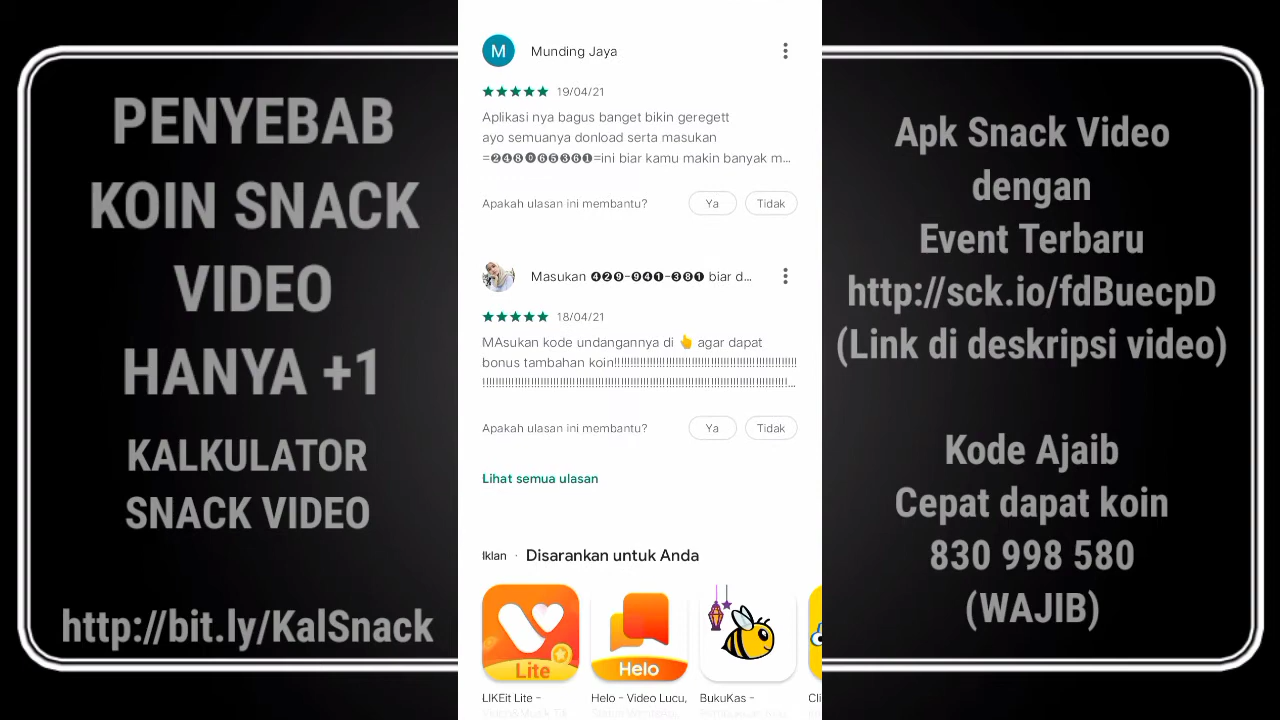 PENYEBAB
KOIN SNACK
VIDEO
HANYA +1
KALKULATOR
SNACK VIDEO
http://bit.ly/KalSnack
M
Munding Jaya
19/04/21
Aplikasi nya bagus banget bikin geregett
ayo semuanya donload serta masukan
=❷❹❽⓿❻❺❸❻❶=ini biar kamu makin banyak m...
Apakah ulasan ini membantu?
Ya
Tidak
Masukan ❹❷❾-❾❹❶-❸❽❶ biar d...
18/04/21
MAsukan kode undangannya di 👆 agar dapat
bonus tambahan koin!!!!!!!!!!!!!!!!!!!!!!!!!!!!!!!!!!!!!!!!!!!!!!!!!!!!!!!!
!!!!!!!!!!!!!!!!!!!!!!!!!!!!!!!!!!!!!!!!!!!!!!!!!!!!!!!!!!!!!!!!!!!!!!!!!!!!!!!!!!!!!!!!!!!!!...
Apakah ulasan ini membantu?
Ya
Tidak
Lihat semua ulasan
Iklan · Disarankan untuk Anda
Lite
Helo
LIKEit Lite -
Helo - Video Lucu,
BukuKas -
Cli
Apk Snack Video
dengan
Event Terbaru
http://sck.io/fdBuecpD
(Link di deskripsi video)
Kode Ajaib
Cepat dapat koin
830 998 580
(WAJIB)